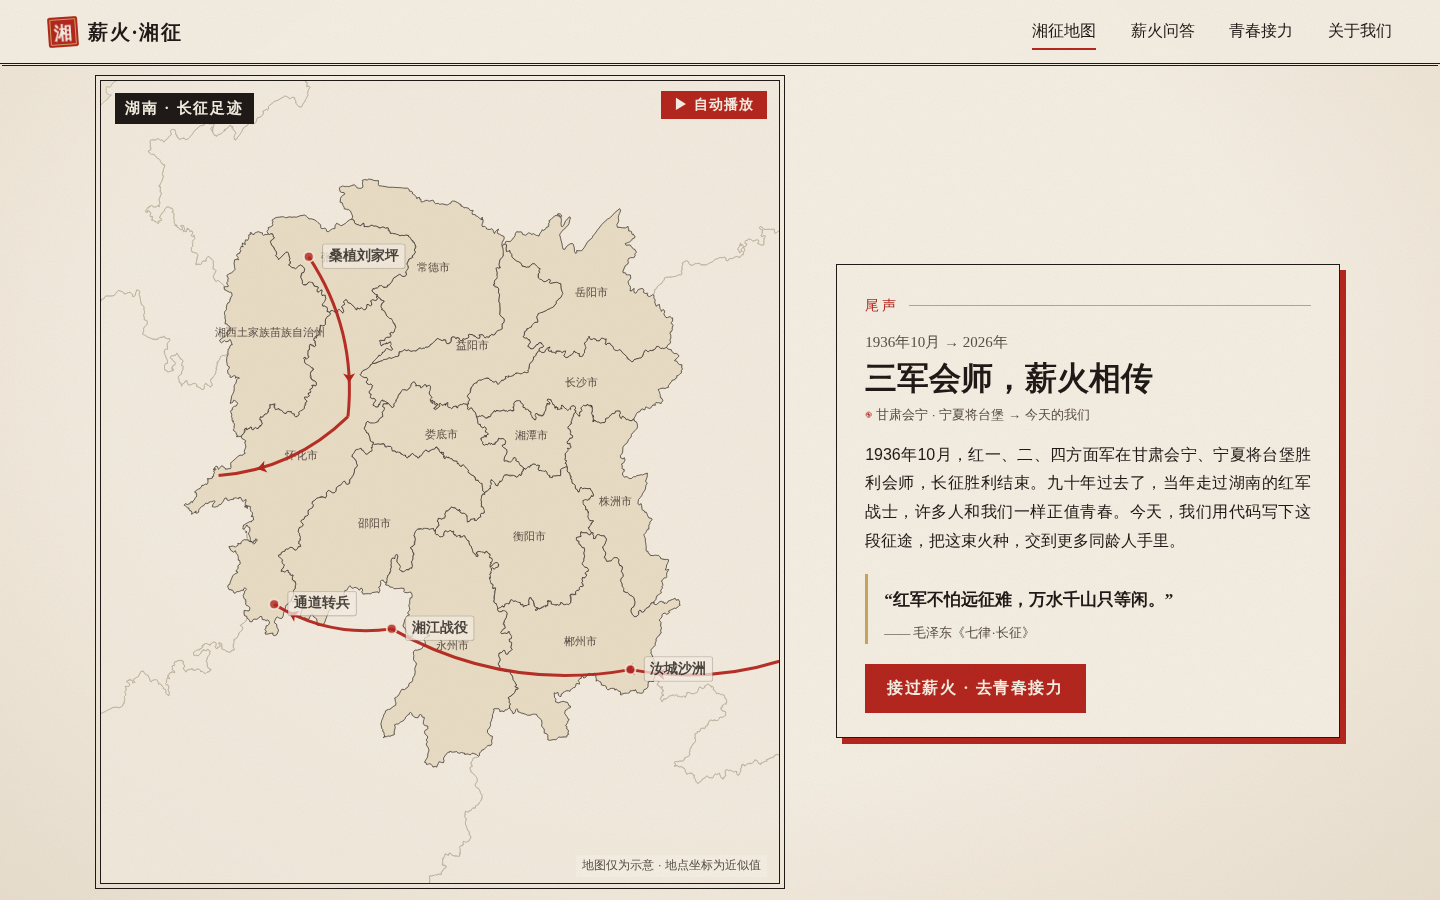 湘
薪火·湘征
湘征地图
薪火问答
青春接力
关于我们
湖南 · 长征足迹
▶ 自动播放
桑植刘家坪
常德市
岳阳市
湘西土家族苗族自治州
益阳市
长沙市
娄底市
湘潭市
怀化市
株洲市
邵阳市
衡阳市
通道转兵
湘江战役
永州市
郴州市
汝城沙洲
地图仅为示意 · 地点坐标为近似值
尾声
1936年10月 → 2026年
三军会师，薪火相传
甘肃会宁 · 宁夏将台堡 → 今天的我们
1936年10月，红一、二、四方面军在甘肃会宁、宁夏将台堡胜
利会师，长征胜利结束。九十年过去了，当年走过湖南的红军
战士，许多人和我们一样正值青春。今天，我们用代码写下这
段征途，把这束火种，交到更多同龄人手里。
“红军不怕远征难，万水千山只等闲。”
—— 毛泽东《七律·长征》
接过薪火 · 去青春接力